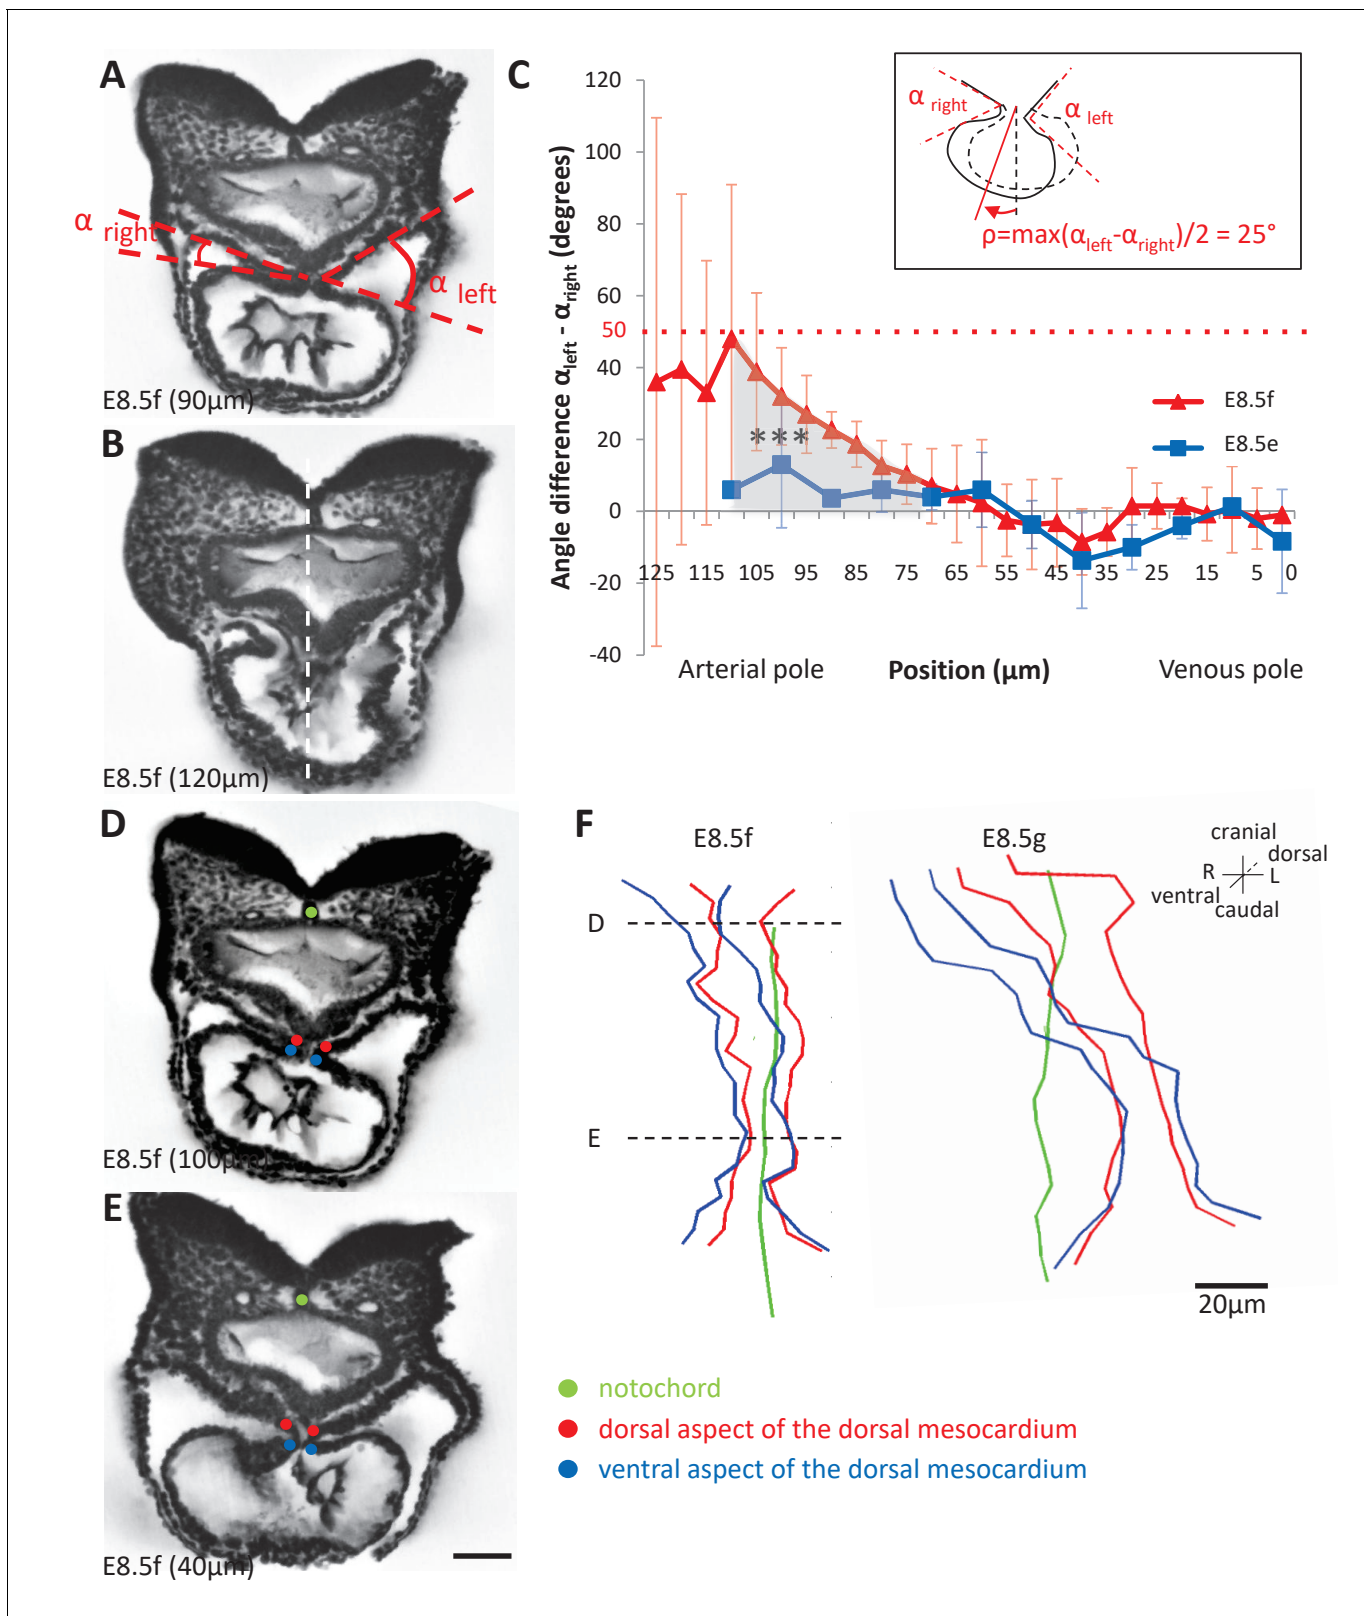 A
α right
α left
E8.5f (90μm)
B
E8.5f (120μm)
C
Angle difference α left - α right (degrees)
120
100
80
60
50
40
20
0
-20
-40
***
α right
α left
ρ=max(α left-α right)/2 = 25°
E8.5f
E8.5e
125 115 105 95 85 75 65 55 45 35 25 15 5 0
Arterial pole Position (μm) Venous pole
D
E8.5f (100μm)
E
E8.5f (40μm)
F
E8.5f
E8.5g
D
E
cranial
dorsal
R L
ventral
caudal
20μm
notochord
dorsal aspect of the dorsal mesocardium
ventral aspect of the dorsal mesocardium